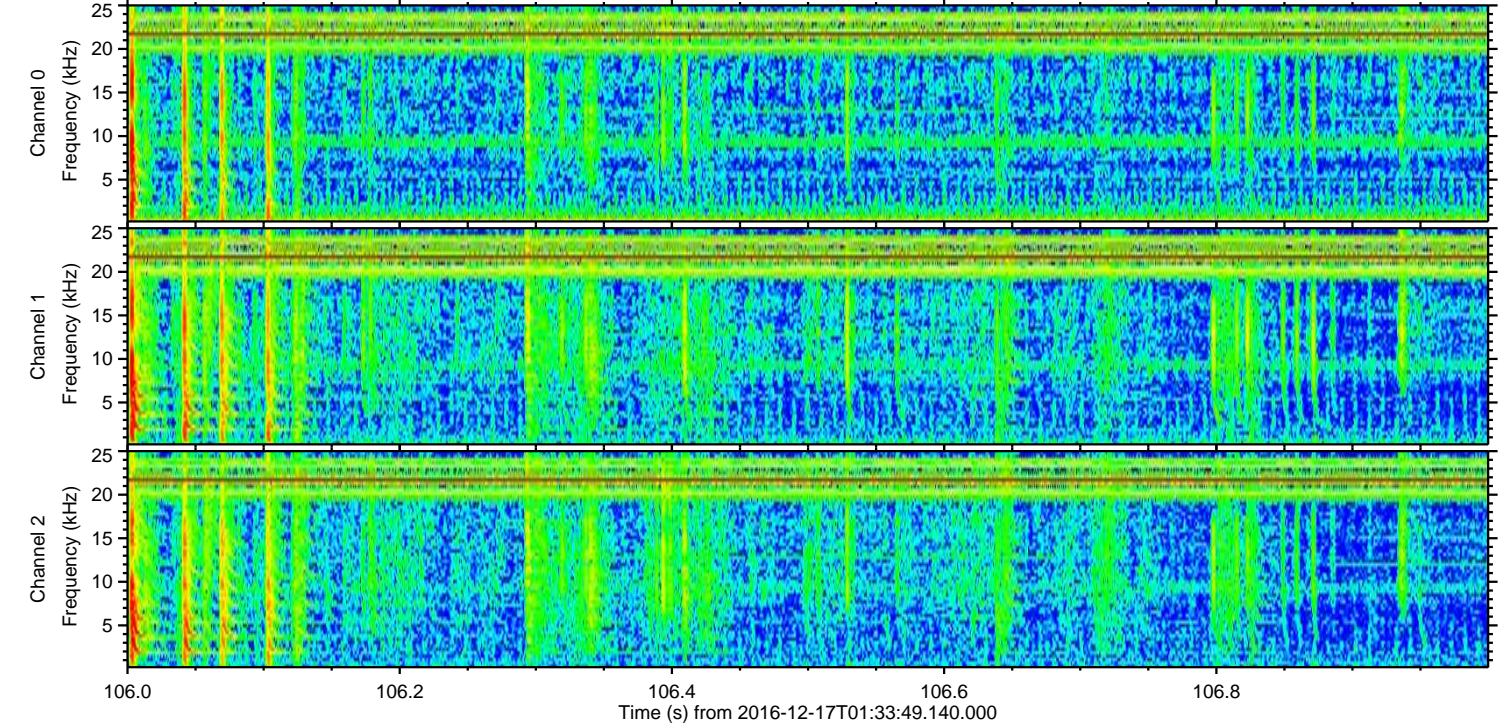 25
20
15
10
5
Channel 0
Frequency (kHz)
25
20
15
10
5
Channel 1
Frequency (kHz)
25
20
15
10
5
Channel 2
Frequency (kHz)
106.0 106.2 106.4 106.6 106.8
Time (s) from 2016-12-17T01:33:49.140.000